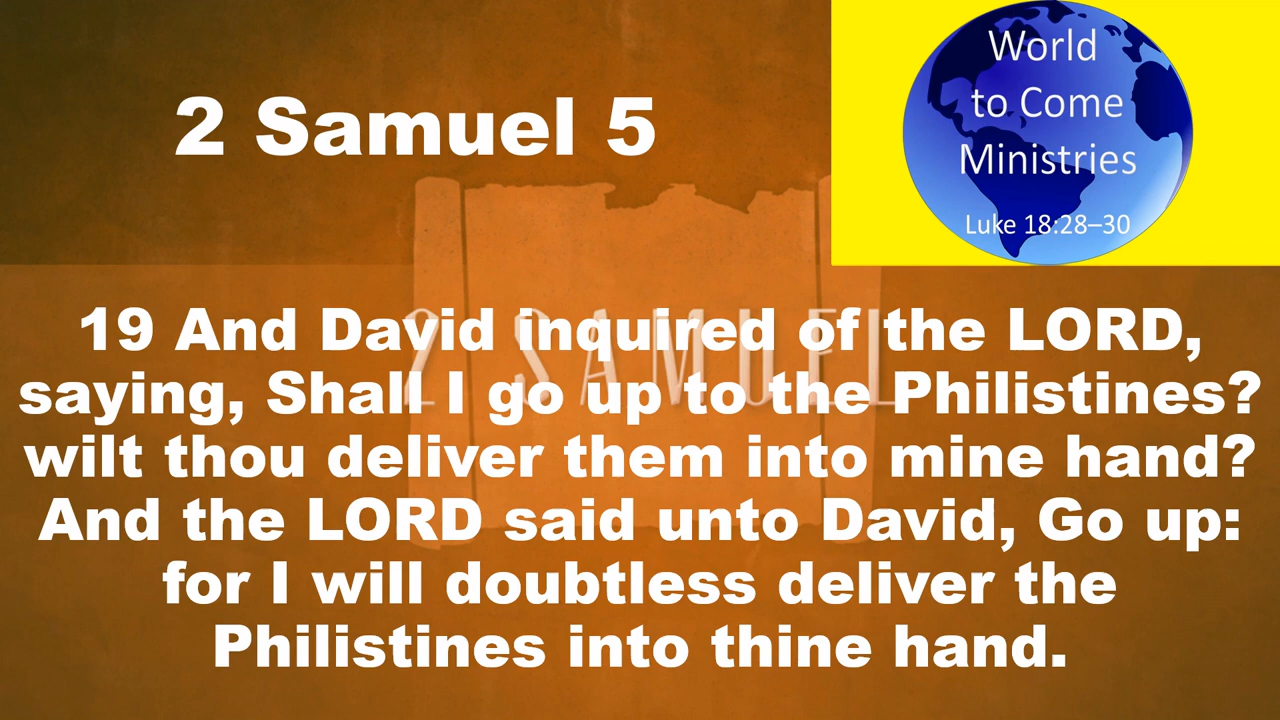 2 Samuel 5
World
to Come
Ministries
Luke 18:28–30
2 SAMUEL
19 And David inquired of the LORD,
saying, Shall I go up to the Philistines?
wilt thou deliver them into mine hand?
And the LORD said unto David, Go up:
for I will doubtless deliver the
Philistines into thine hand.